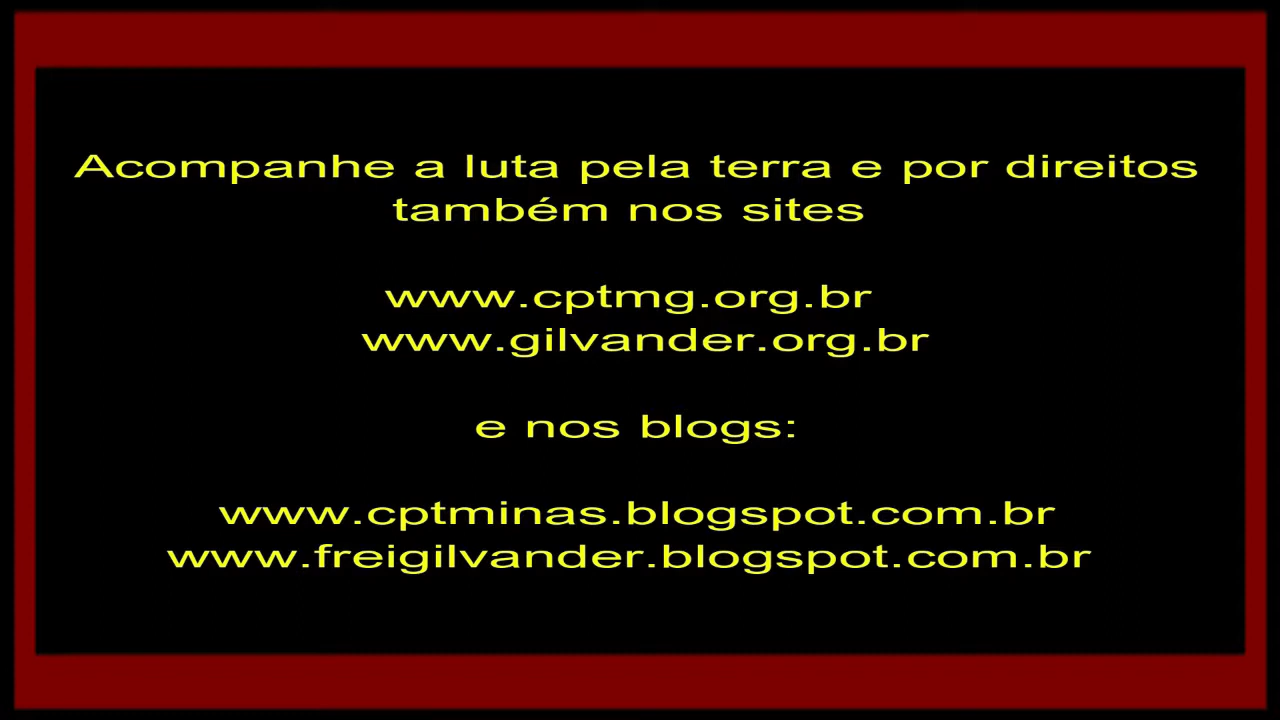 Acompanhe a luta pela terra e por direitos
também nos sites
www.cptmg.org.br
www.gilvander.org.br
e nos blogs:
www.cptminas.blogspot.com.br
www.freigilvander.blogspot.com.br